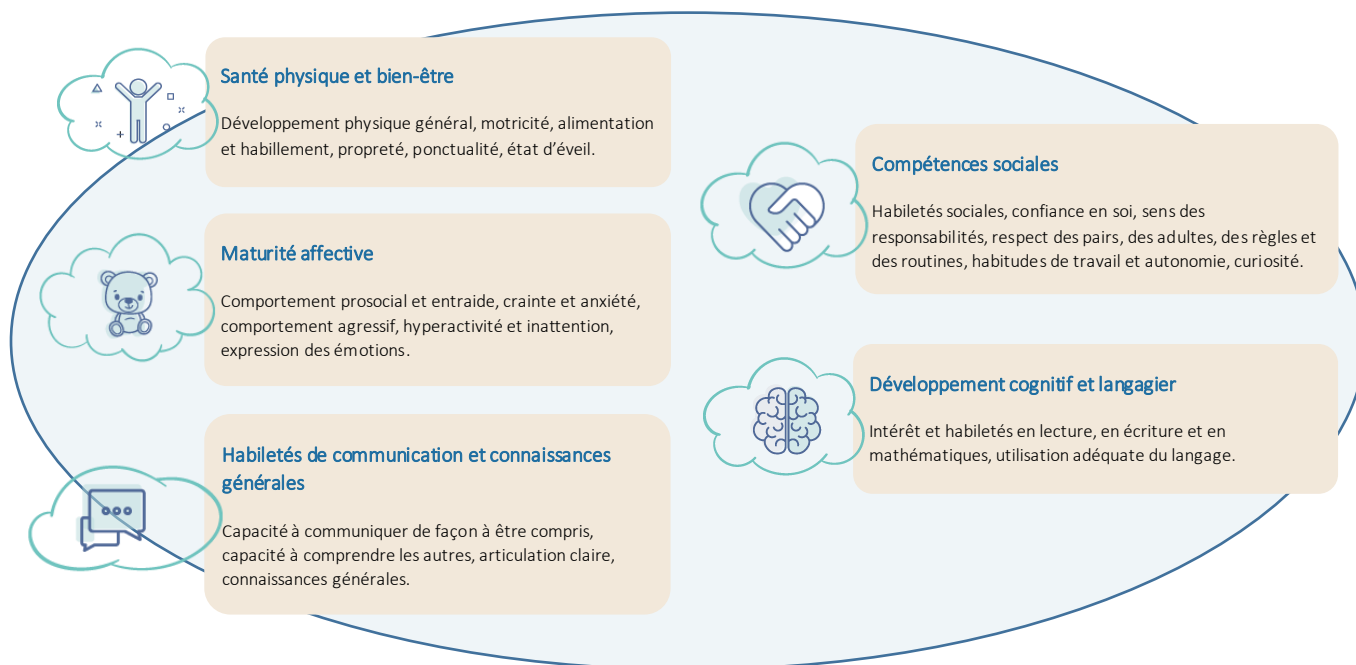 Santé physique et bien-être
Développement physique général, motricité, alimentation
et habillement, propreté, ponctualité, état d’éveil.
Maturité affective
Comportement prosocial et entraide, crainte et anxiété,
comportement agressif, hyperactivité et inattention,
expression des émotions.
Habiletés de communication et connaissances
générales
Capacité à communiquer de façon à être compris,
capacité à comprendre les autres, articulation claire,
connaissances générales.
Compétences sociales
Habiletés sociales, confiance en soi, sens des
responsabilités, respect des pairs, des adultes, des règles et
des routines, habitudes de travail et autonomie, curiosité.
Développement cognitif et langagier
Intérêt et habiletés en lecture, en écriture et en
mathématiques, utilisation adéquate du langage.